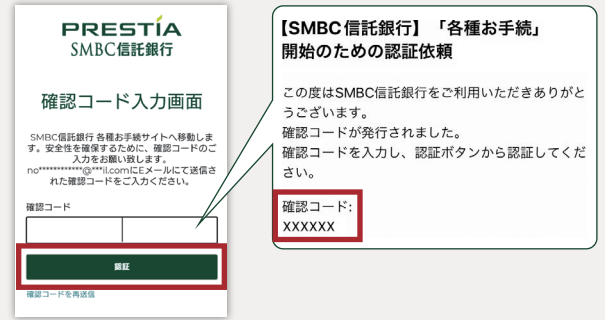 PRESTIA
SMBC信託銀行
確認コード入力画面
SMBC信託銀行 各種お手続サイトへ移動しま
す。安全性を確保するために、確認コードのご
入力をお願い致します。
no************@***il.comにEメールにて送信さ
れた確認コードをご入力ください。
確認コード
認証
確認コードを再送信
【SMBC信託銀行】「各種お手続」
開始のための認証依頼
この度はSMBC信託銀行をご利用いただきありがと
うございます。
確認コードが発行されました。
確認コードを入力し、認証ボタンから認証してくだ
さい。
確認コード:
XXXXXX